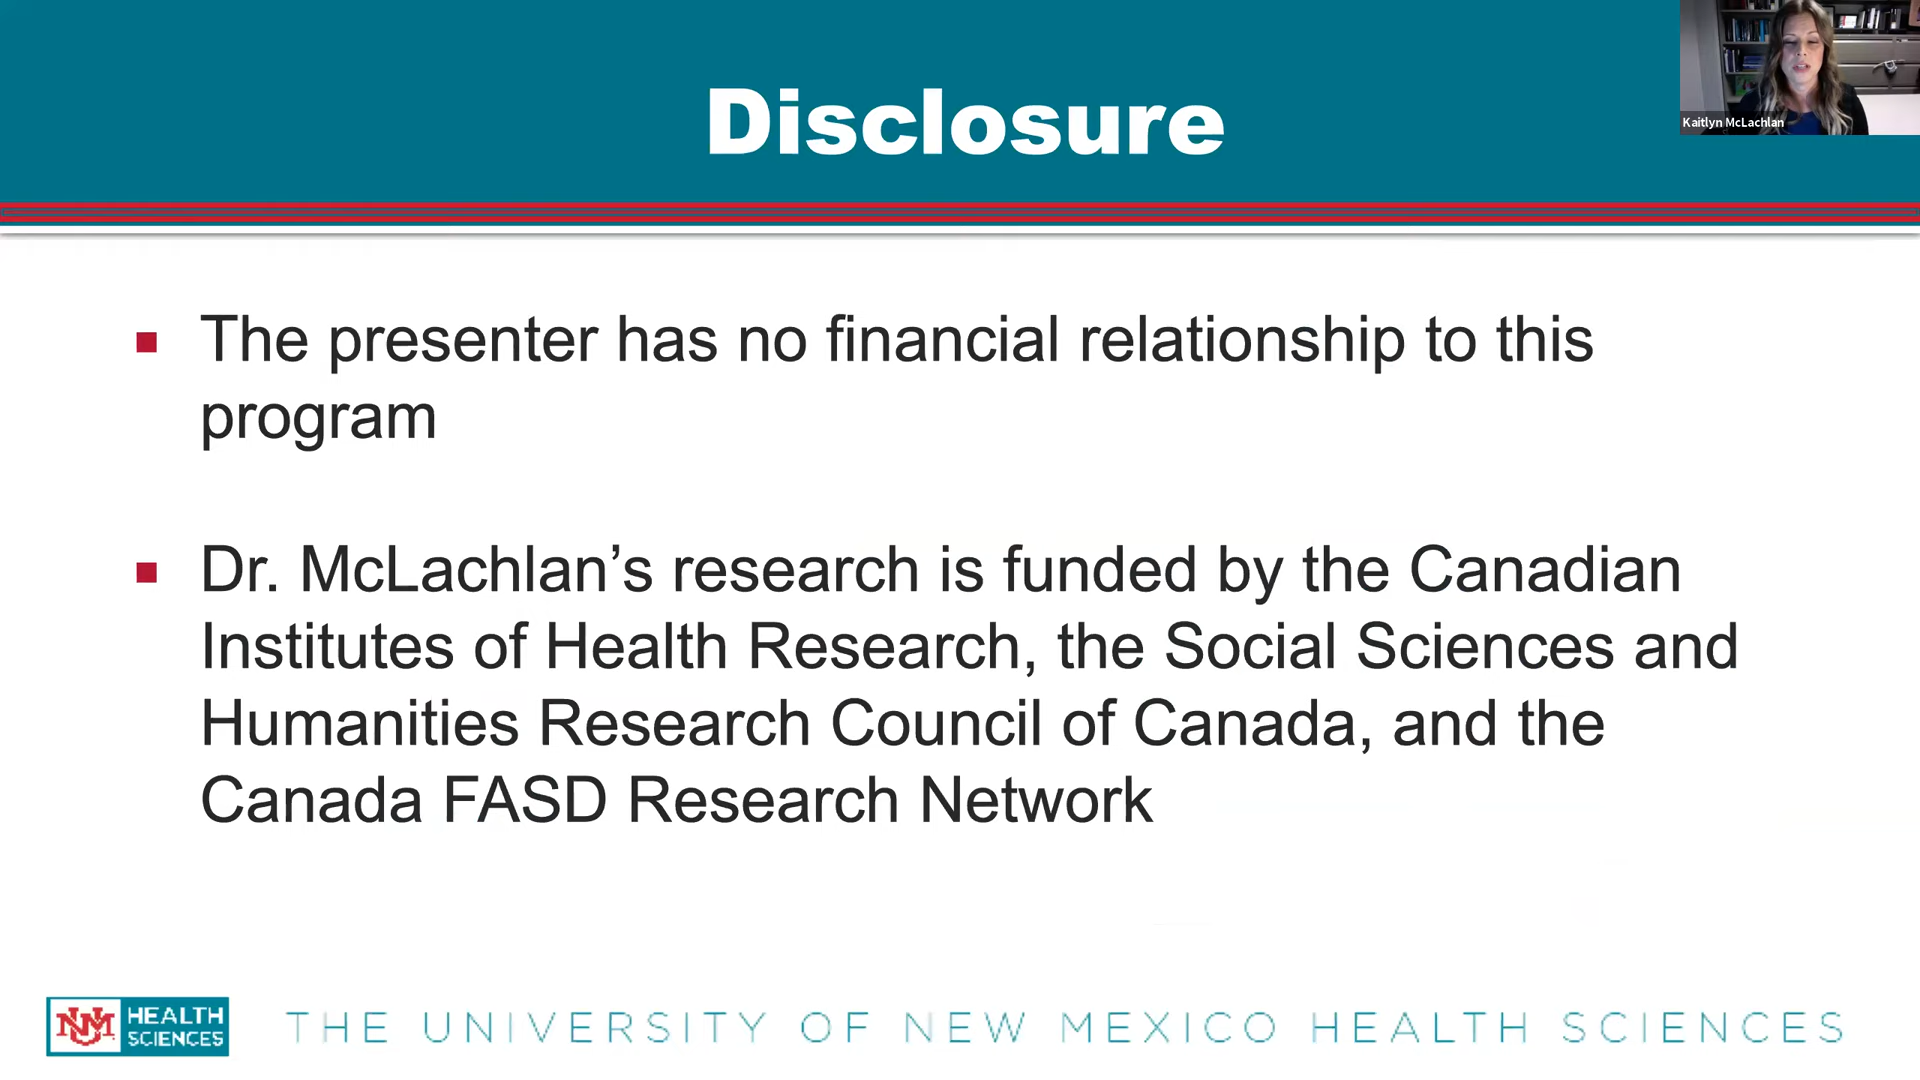 Disclosure
Kaitlyn McLachlan
The presenter has no financial relationship to this
program
Dr. McLachlan’s research is funded by the Canadian
Institutes of Health Research, the Social Sciences and
Humanities Research Council of Canada, and the
Canada FASD Research Network
UNM HEALTH
SCIENCES
THE UNIVERSITY OF NEW MEXICO HEALTH SCIENCES